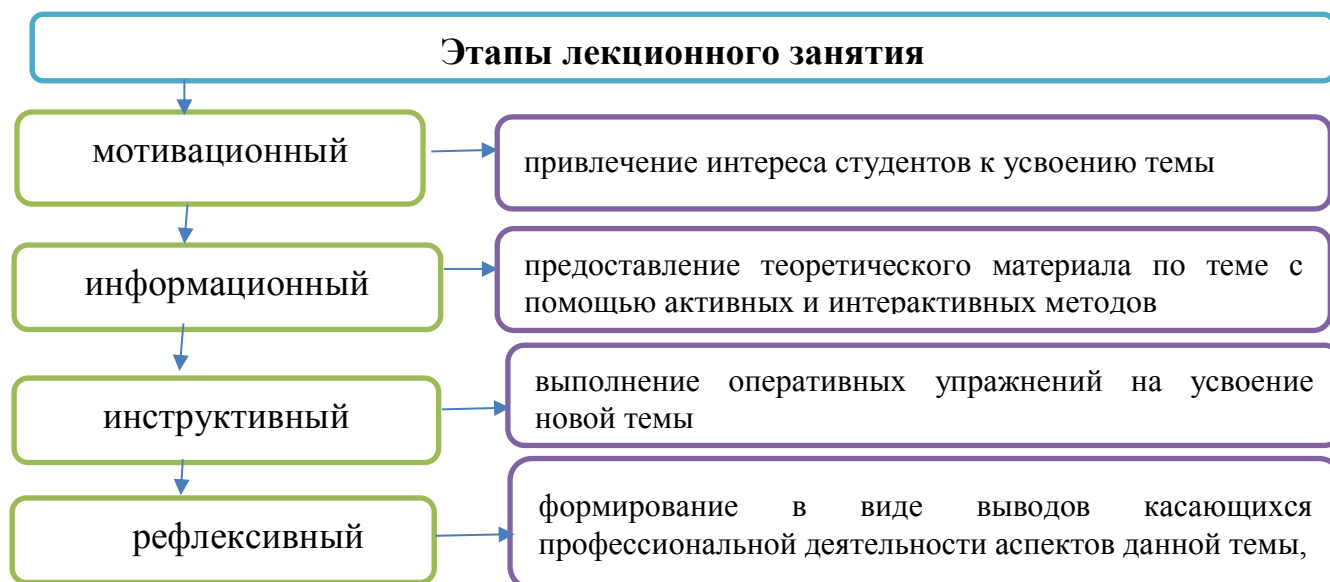 Этапы лекционного занятия
мотивационный
привлечение интереса студентов к усвоению темы
информационный
предоставление теоретического материала по теме с
помощью активных и интерактивных методов
инструктивный
выполнение оперативных упражнений на усвоение
новой темы
рефлексивный
формирование в виде выводов касающихся
профессиональной деятельности аспектов данной темы,